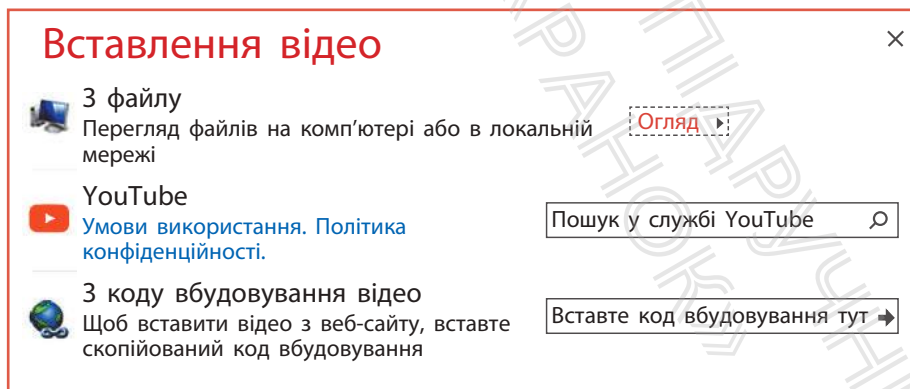 Вставлення відео
З файлу
Перегляд файлів на комп’ютері або в локальній
мережі
Огляд
YouTube
Умови використання. Політика
конфіденційності.
Пошук у службі YouTube
З коду вбудовування відео
Щоб вставити відео з веб-сайту, вставте
скопійований код вбудовування
Вставте код вбудовування тут